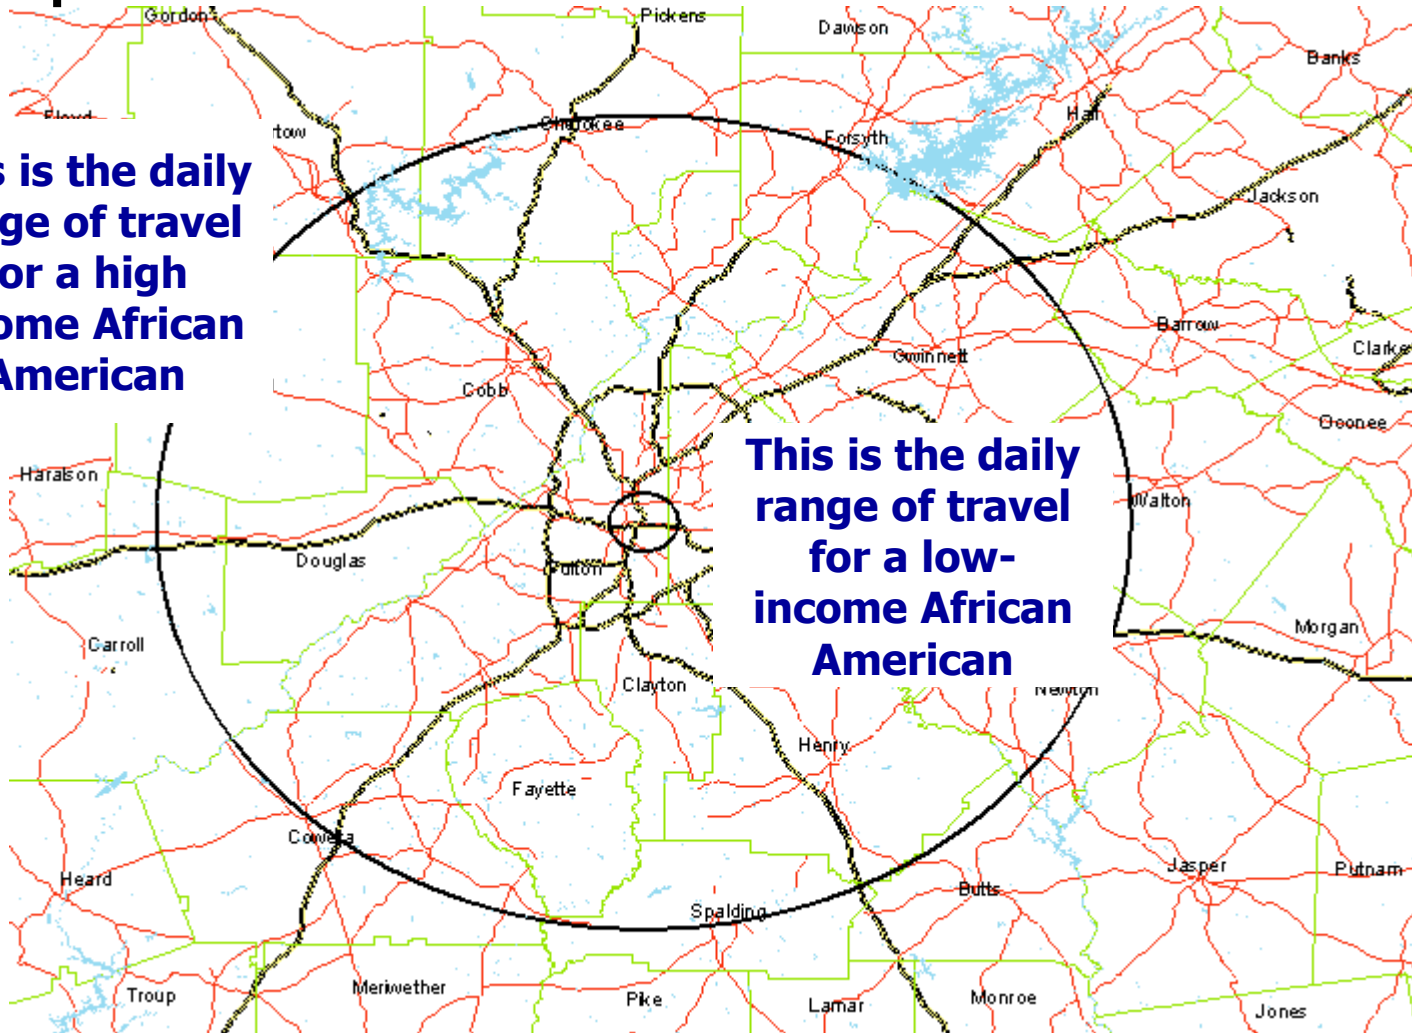 Gordon
Pickens
Dawson
Banks
Hall
Cherokee
Forsyth
Jackson
s is the daily
ge of travel
or a high
ome African
American
Barrow
Clarke
Gwinnett
Cobb
Oconee
Haralson
This is the daily
range of travel
for a low-
income African
American
Walton
Douglas
Fulton
Carroll
Morgan
Clayton
Newton
Henry
Fayette
Coweta
Heard
Jasper
Putnam
Butts
Spalding
Troup
Meriwether
Pike
Lamar
Monroe
Jones